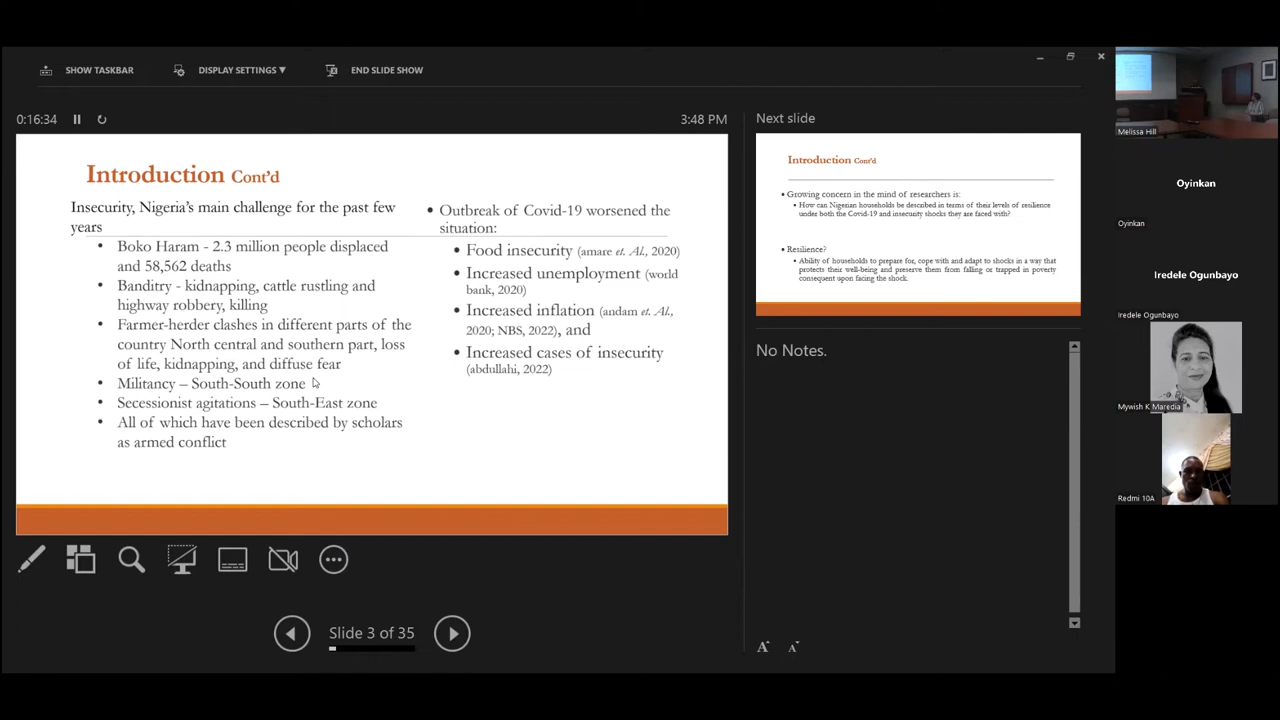 SHOW TASKBAR
DISPLAY SETTINGS ▼
END SLIDE SHOW
0:16:34
3:48 PM
Introduction Cont'd
Insecurity, Nigeria's main challenge for the past few
years
• Boko Haram - 2.3 million people displaced
and 58,562 deaths
• Banditry - kidnapping, cattle rustling and
highway robbery, killing
• Farmer-herder clashes in different parts of the
country North central and southern part, loss
of life, kidnapping, and diffuse fear
• Militancy – South-South zone
• Secessionist agitations – South-East zone
• All of which have been described by scholars
as armed conflict
• Outbreak of Covid-19 worsened the
situation:
• Food insecurity (amare et. Al., 2020)
• Increased unemployment (world
bank, 2020)
• Increased inflation (andam et. Al.,
2020; NBS, 2022), and
• Increased cases of insecurity
(abdullahi, 2022)
Slide 3 of 35
Next slide
Introduction Cont'd
• Growing concern in the mind of researchers is:
• How can Nigerian households be described in terms of their levels of resilience
under both the Covid-19 and insecurity shocks they are faced with?
• Resilience?
• Ability of households to prepare for, cope with and adapt to shocks in a way that
protects their well-being and preserve them from falling or trapped in poverty
consequent upon facing the shock.
No Notes.
A A
Melissa Hill
Oyinkan
Oyinkan
Iredele Ogunbayo
Iredele Ogunbayo
Mywish K Maredia
Redmi 10A